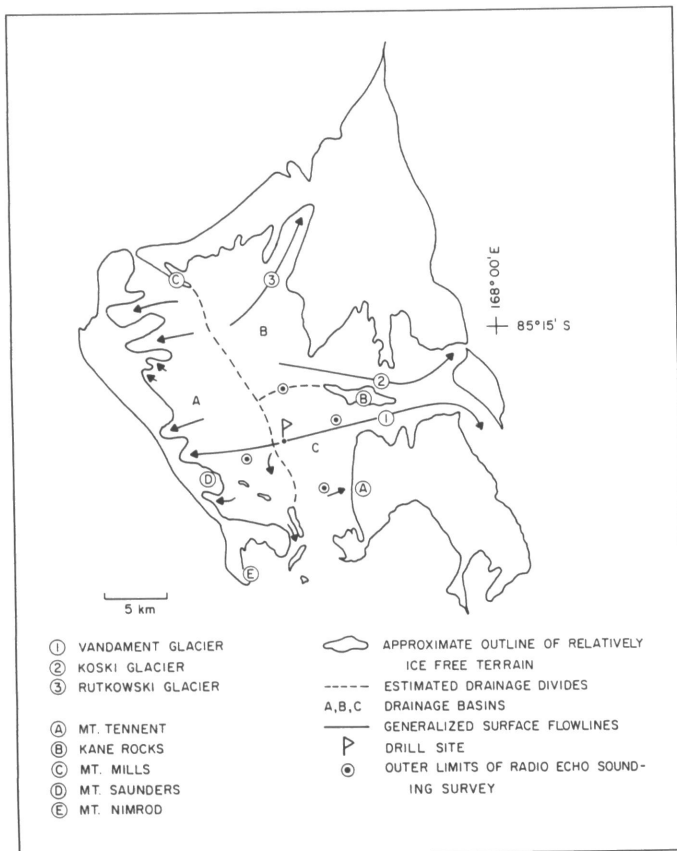 C
3
168°00'E
85°15' S
B
2
A
B
1
C
D
A
E
5 km
① VANDAMENT GLACIER
② KOSKI GLACIER
③ RUTKOWSKI GLACIER
Ⓐ MT. TENNENT
Ⓑ KANE ROCKS
Ⓒ MT. MILLS
Ⓓ MT. SAUNDERS
Ⓔ MT. NIMROD
APPROXIMATE OUTLINE OF RELATIVELY
ICE FREE TERRAIN
ESTIMATED DRAINAGE DIVIDES
A,B,C DRAINAGE BASINS
GENERALIZED SURFACE FLOWLINES
DRILL SITE
OUTER LIMITS OF RADIO ECHO SOUND-
ING SURVEY